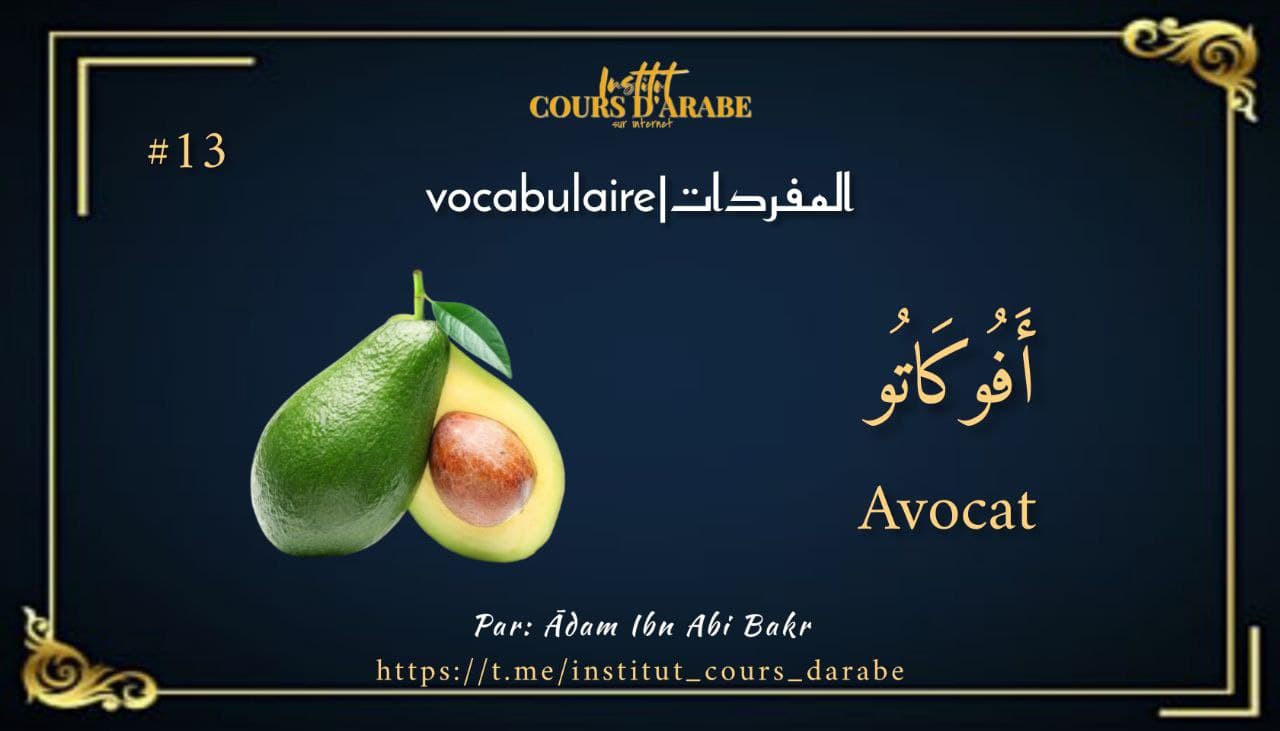 Institut
COURS D'ARABE
sur internet
#13
vocabulaire|المفردات
أَفُوكَاتُو
Avocat
Par: Ādam Ibn Abi Bakr
https://t.me/institut_cours_darabe